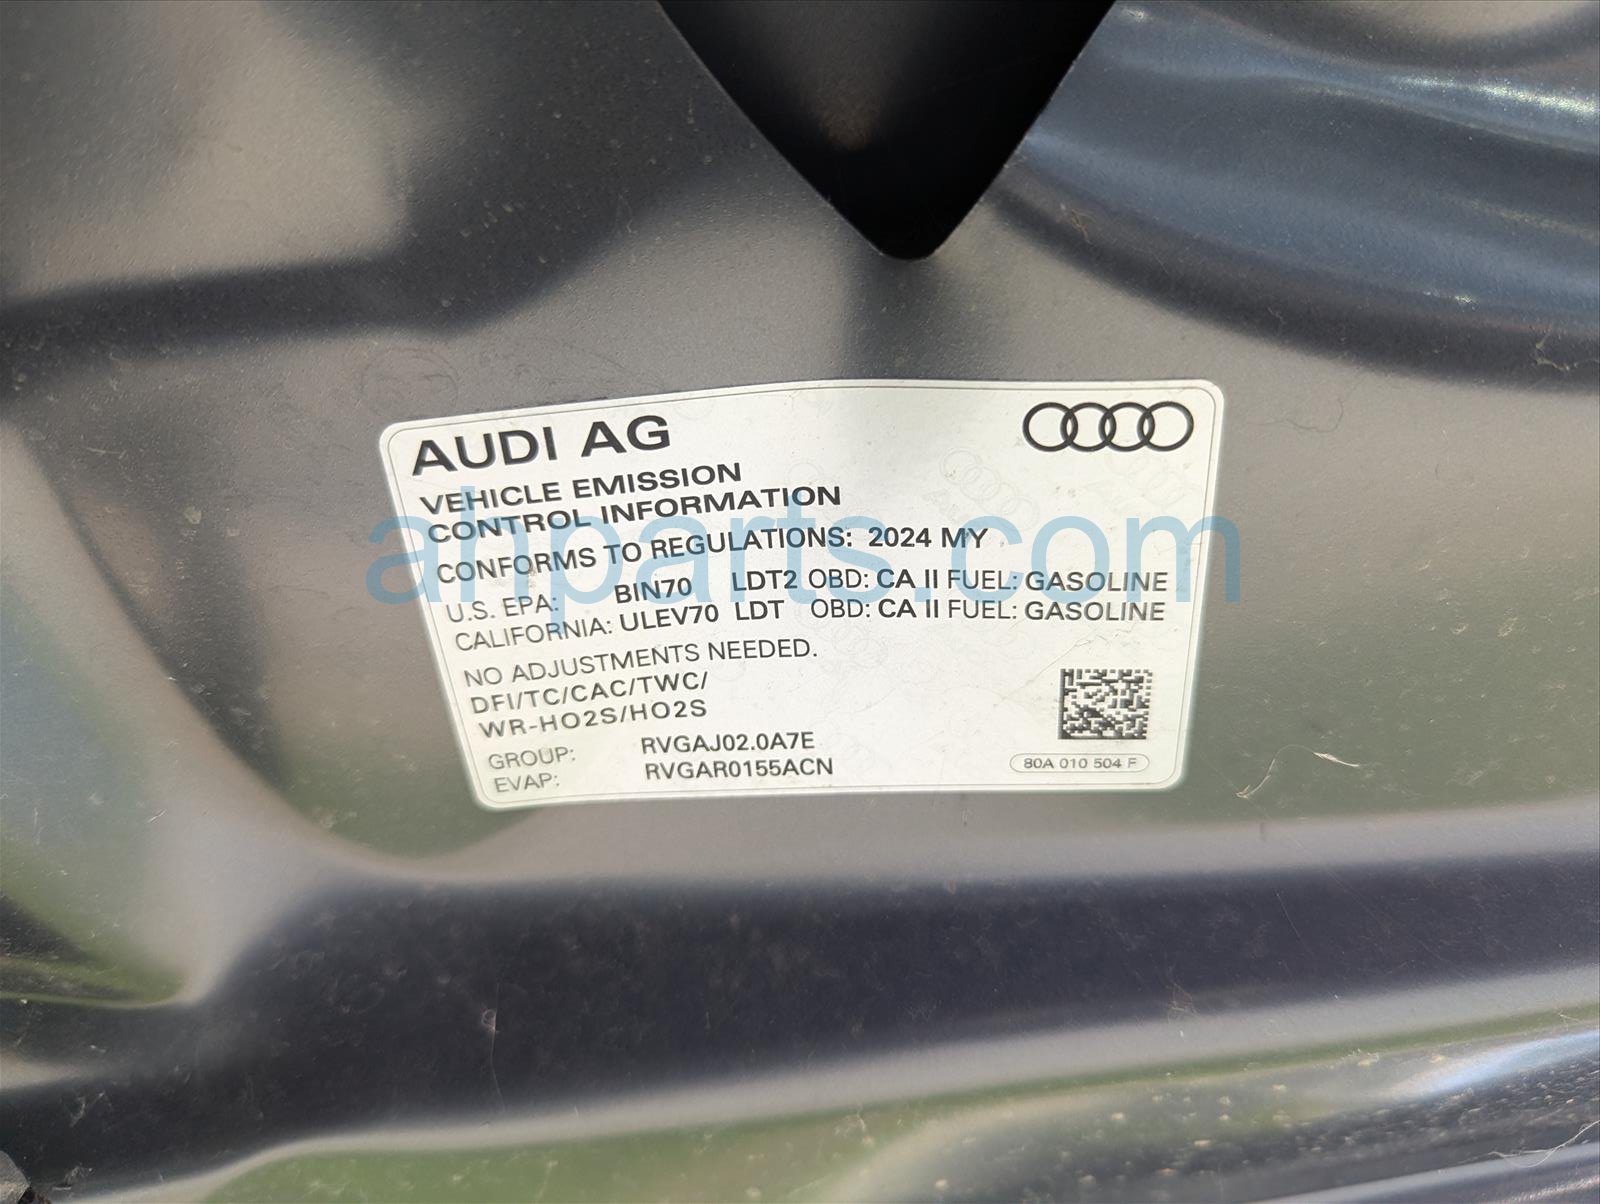 AUDI AG
VEHICLE EMISSION
CONTROL INFORMATION
CONFORMS TO REGULATIONS: 2024 MY
U.S. EPA: BIN70 LDT2 OBD: CA II FUEL: GASOLINE
CALIFORNIA: ULEV70 LDT OBD: CA II FUEL: GASOLINE
NO ADJUSTMENTS NEEDED.
DFI/TC/CAC/TWC/
WR-HO2S/HO2S
GROUP: RVGAJ02.0A7E
EVAP: RVGAR0155ACN
80A 010 504 F
ahparts.com